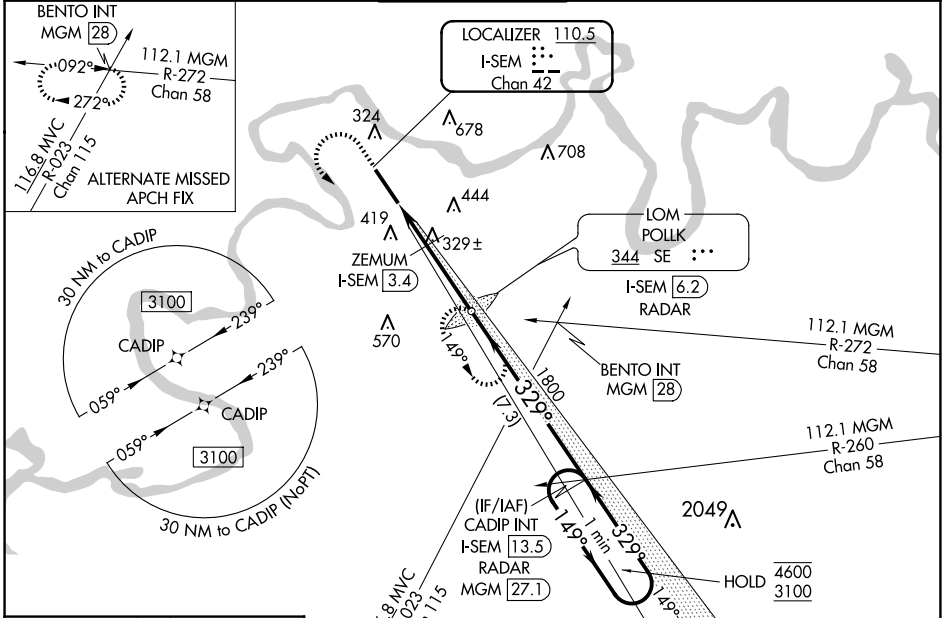 BENTO INT
MGM 28
112.1 MGM
R-272
Chan 58
092°
272°
116.8 MVC
R-023
Chan 115
ALTERNATE MISSED
APCH FIX
LOCALIZER 110.5
I-SEM
Chan 42
324
678
708
444
419
329±
ZEMUM
I-SEM 3.4
570
LOM
POLLK
344 SE
I-SEM 6.2
RADAR
30 NM to CADIP
3100
239°
CADIP
059°
239°
CADIP
059°
3100
30 NM to CADIP (NoPT)
149°
1800
329°
(7.3)
BENTO INT
MGM 28
112.1 MGM
R-272
Chan 58
112.1 MGM
R-260
Chan 58
(IF/IAF)
CADIP INT
I-SEM 13.5
RADAR
MGM 27.1
149°
1 min
329°
2049
HOLD 4600
3100
149°
.8 MVC
023
115